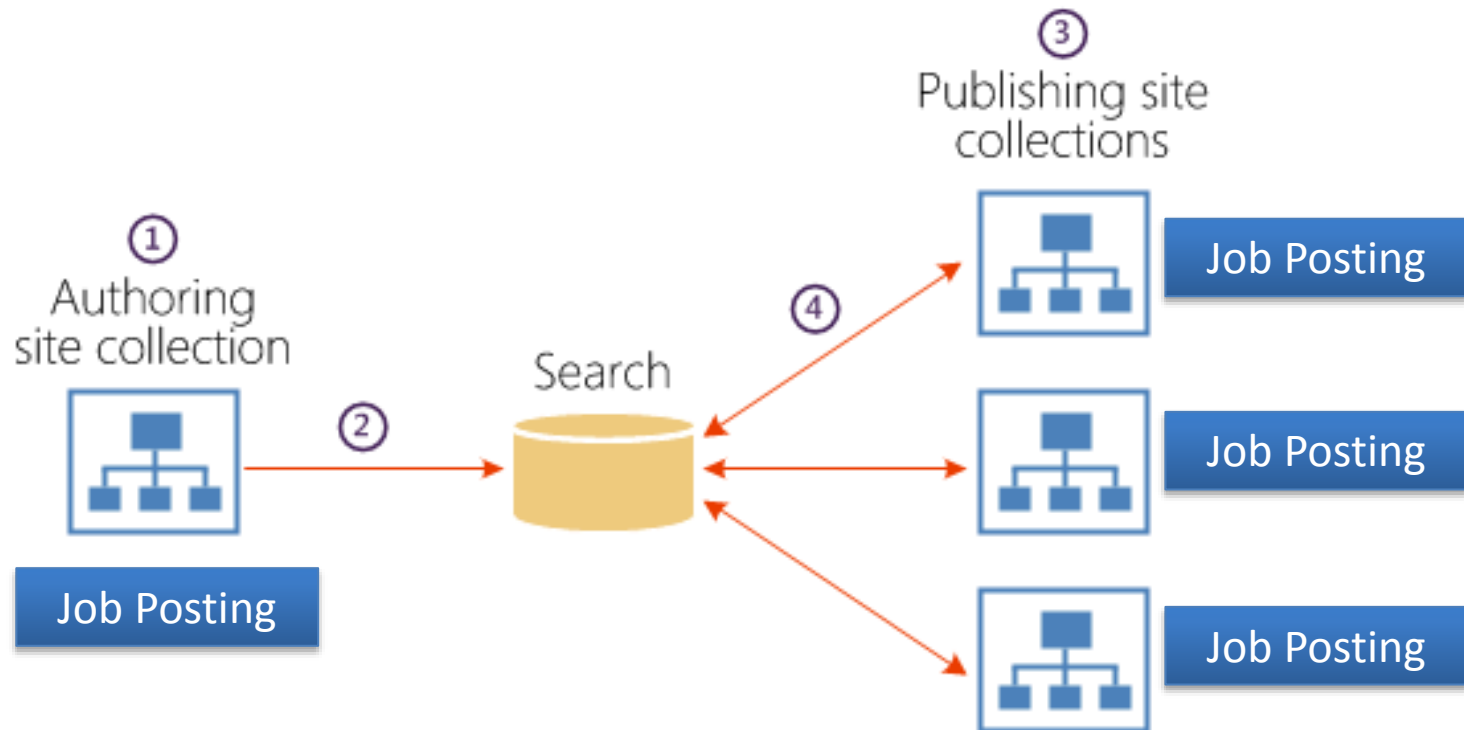 1
Authoring
site collection
Job Posting
2
Search
3
Publishing site
collections
4
Job Posting
Job Posting
Job Posting